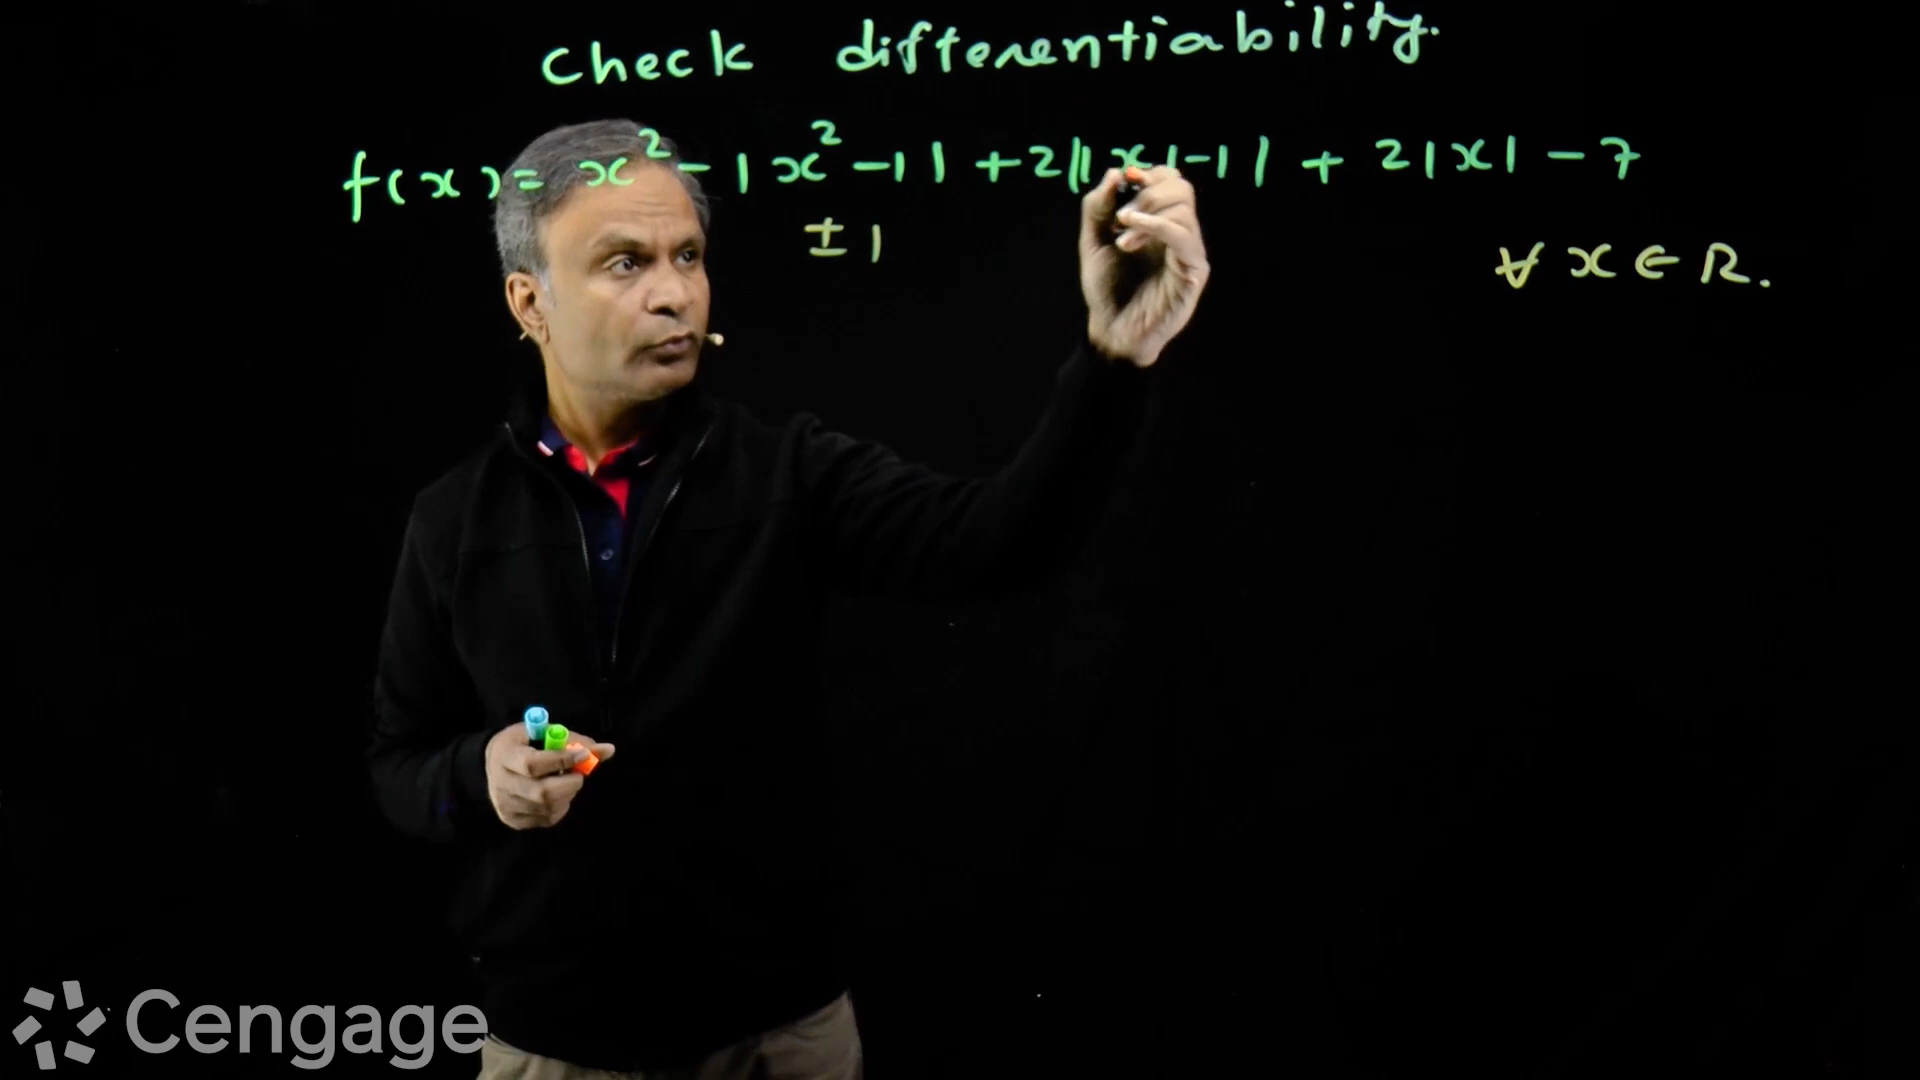 Check differentiability.
f(x) = x² - |x² - 1| + 2||x| - 1| + 2|x| - 7
± 1
∀ x ∈ R.
Cengage